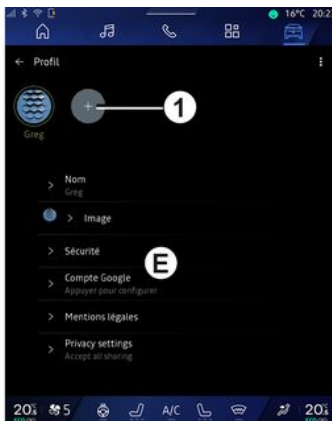 16°C 20:2
← Profil
1
Greg
Nom
Greg
Image
Sécurité
E
Compte Google
Appuyer pour configurer
Mentions légales
Privacy settings
Accept all sharing
20 5 A/C 20